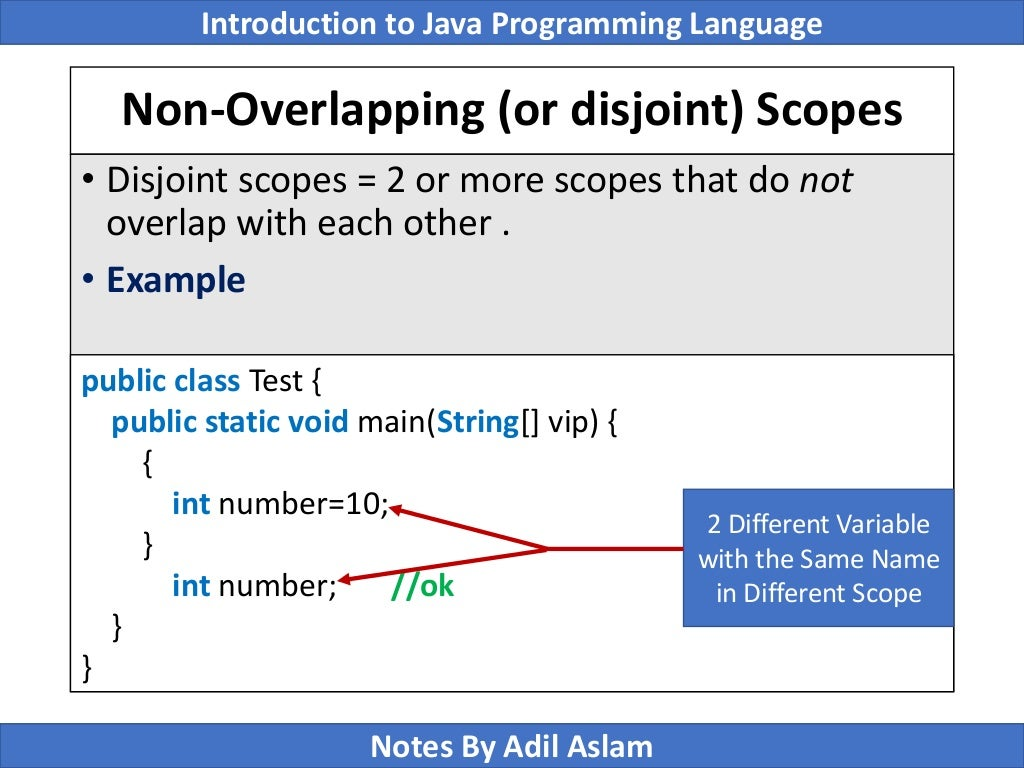 Introduction to Java Programming Language
Non-Overlapping (or disjoint) Scopes
• Disjoint scopes = 2 or more scopes that do not
overlap with each other .
• Example
public class Test {
public static void main(String[] vip) {
{
int number=10;
}
int number; //ok
}
}
2 Different Variable
with the Same Name
in Different Scope
Notes By Adil Aslam